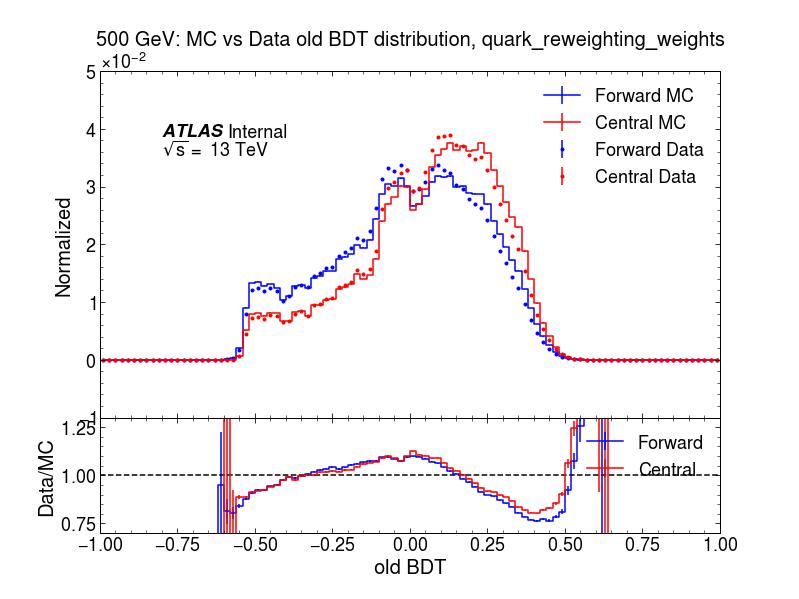 500 GeV: MC vs Data old BDT distribution, quark_reweighting_weights
×10⁻²
5
4
3
2
1
0
−1
Normalized
ATLAS Internal
√s = 13 TeV
Forward MC
Central MC
Forward Data
Central Data
1.25
1.00
0.75
Data/MC
Forward
Central
−1.00 −0.75 −0.50 −0.25 0.00 0.25 0.50 0.75 1.00
old BDT